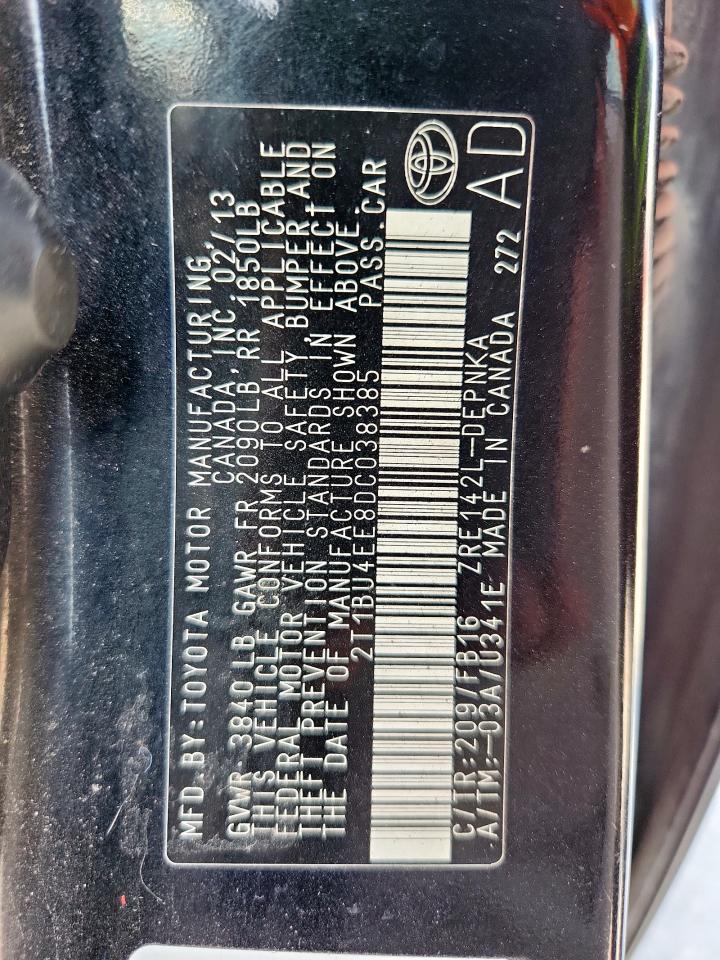 MFD.BY:TOYOTA MOTOR MANUFACTURING,
CANADA,INC.02/13
GVWR 3840LB GAWR FR 2090LB,RR 1850LB
THIS VEHICLE CONFORMS TO ALL APPLICABLE
FEDERAL MOTOR VEHICLE SAFETY, BUMPER AND
THEFT PREVENTION STANDARDS IN EFFECT ON
THE DATE OF MANUFACTURE SHOWN ABOVE.
2T1BU4EE8DC038385 PASS.CAR
C/TR:209/FB16 ZRE142L-DEPNKA
A/TM:-03A/U341E MADE IN CANADA 272
AD